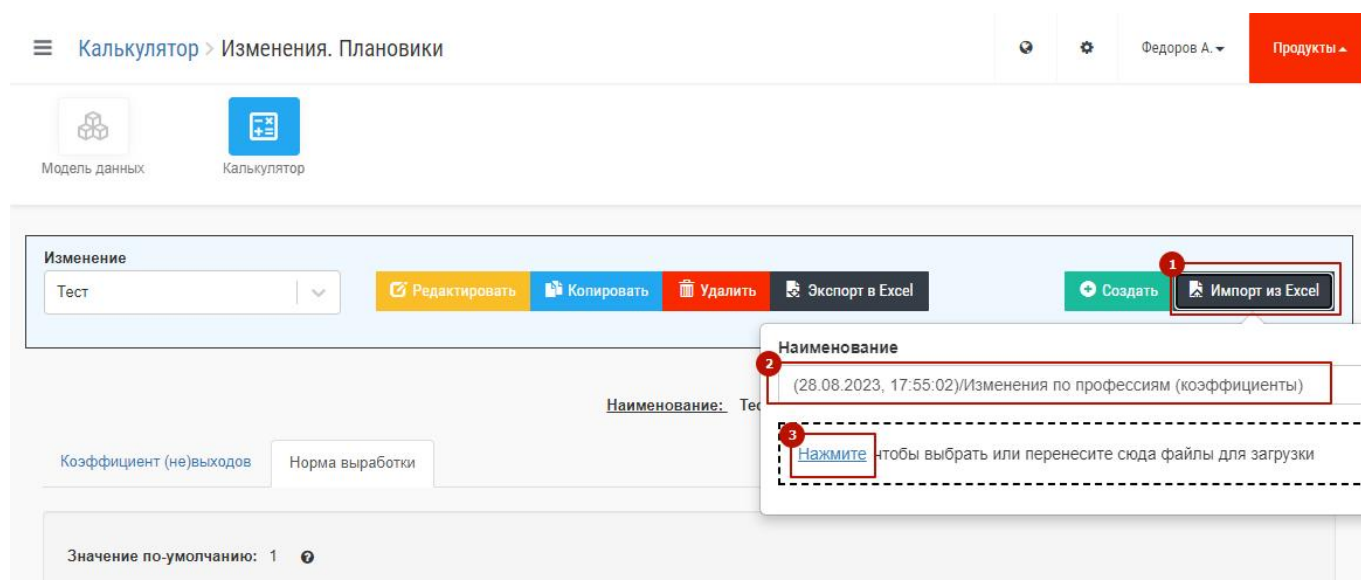 Калькулятор > Изменения. Плановики
Федоров А.
Продукты
Модель данных
Калькулятор
Изменение
Тест
Редактировать
Копировать
Удалить
Экспорт в Excel
Создать
1
Импорт из Excel
Наименование
2
(28.08.2023, 17:55:02)/Изменения по профессиям (коэффициенты)
Наименование: Тес
3
Нажмите чтобы выбрать или перенесите сюда файлы для загрузки
Коэффициент (не)выходов
Норма выработки
Значение по-умолчанию: 1